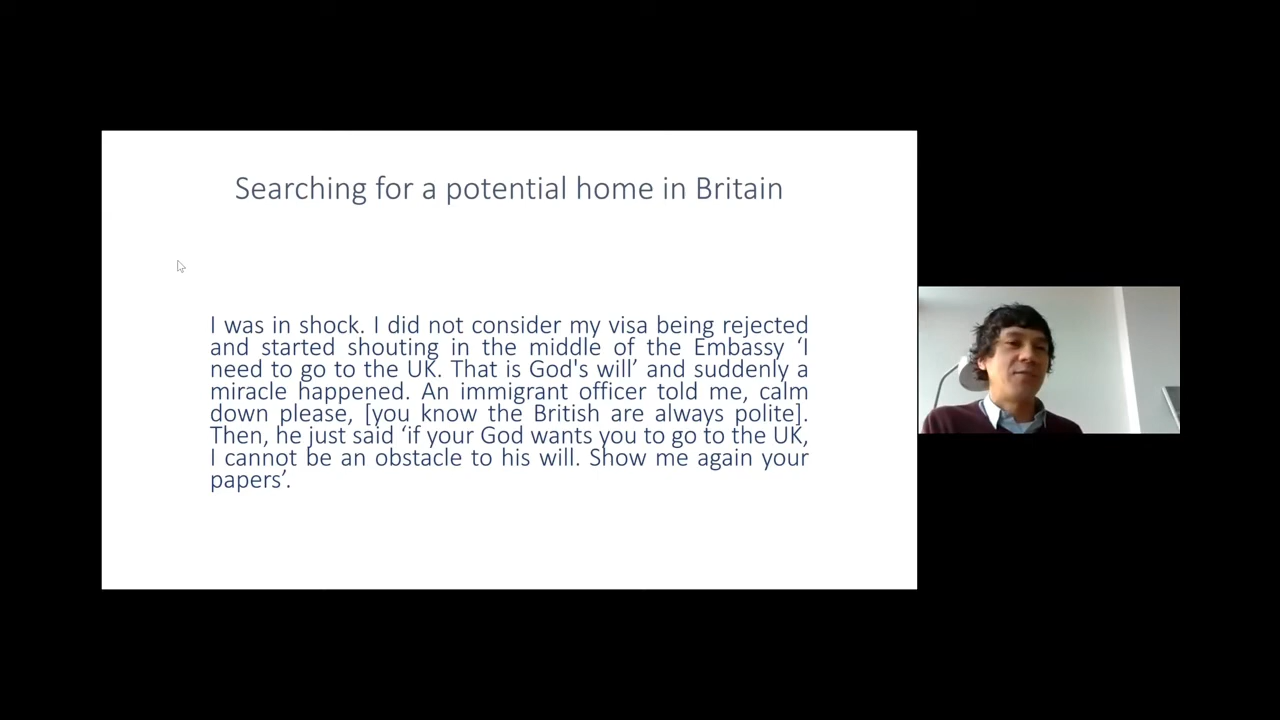 Searching for a potential home in Britain
I was in shock. I did not consider my visa being rejected
and started shouting in the middle of the Embassy ‘I
need to go to the UK. That is God's will’ and suddenly a
miracle happened. An immigrant officer told me, calm
down please, [you know the British are always polite].
Then, he just said ‘if your God wants you to go to the UK,
I cannot be an obstacle to his will. Show me again your
papers’.